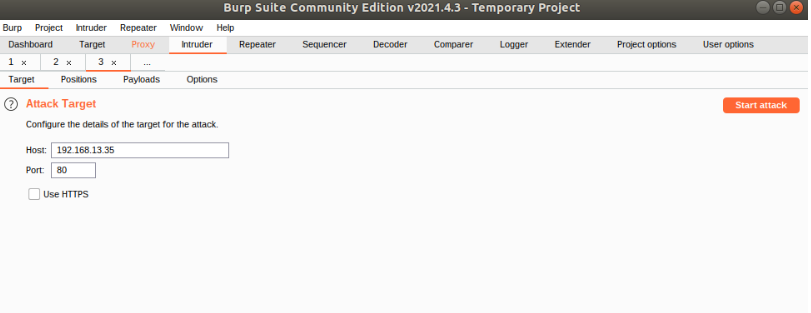 Burp Suite Community Edition v2021.4.3 - Temporary Project
Burp Project Intruder Repeater Window Help
Dashboard Target Proxy Intruder Repeater Sequencer Decoder Comparer Logger Extender Project options User options
1 × 2 × 3 × ...
Target Positions Payloads Options
? Attack Target Start attack
Configure the details of the target for the attack.
Host: 192.168.13.35
Port: 80
Use HTTPS